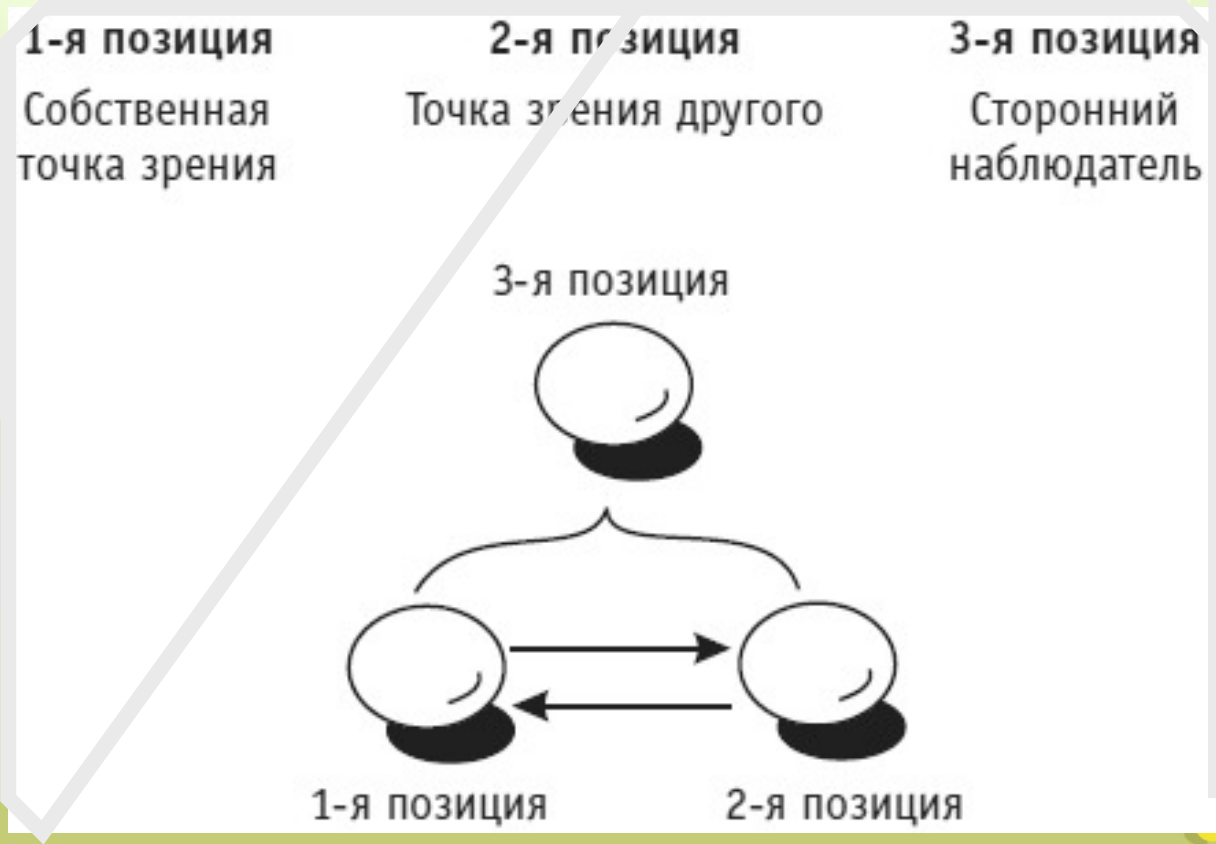 1-я позиция
2-я позиция
3-я позиция
Собственная
точка зрения
Точка зрения другого
Сторонний
наблюдатель
3-я позиция
1-я позиция
2-я позиция